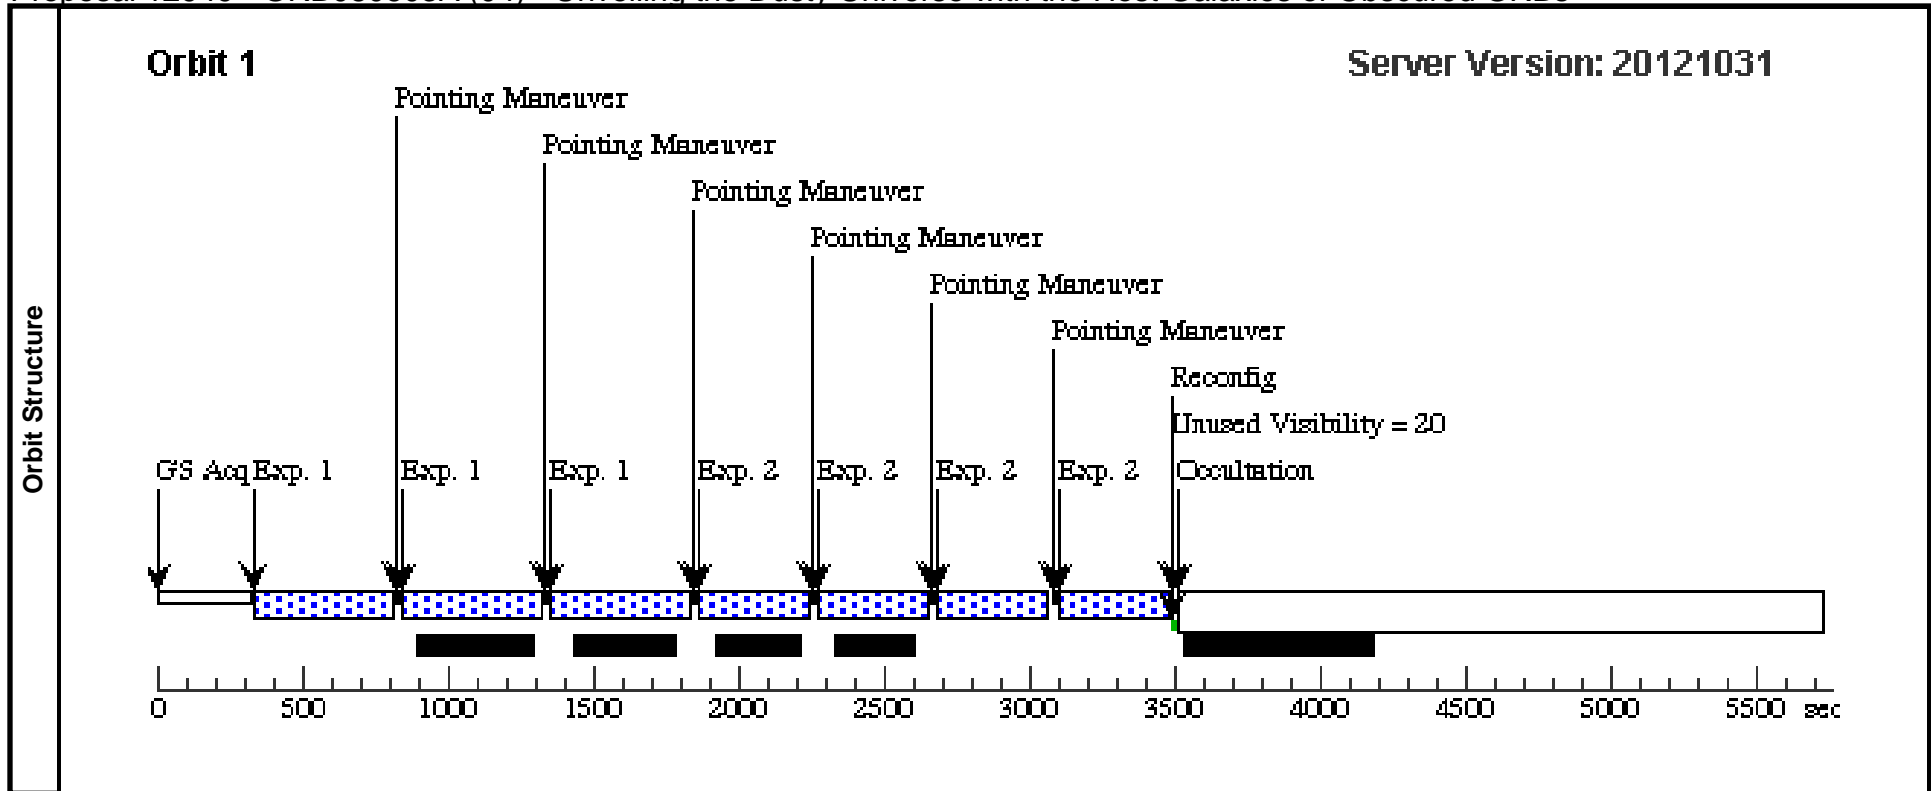 Orbit Structure
Orbit 1
Server Version: 20121031
Pointing Maneuver
Pointing Maneuver
Pointing Maneuver
Pointing Maneuver
Pointing Maneuver
Pointing Maneuver
Reconfig
Unused Visibility = 20
GS Acq Exp. 1 Exp. 1 Exp. 1 Exp. 2 Exp. 2 Exp. 2 Exp. 2 Occultation
0 500 1000 1500 2000 2500 3000 3500 4000 4500 5000 5500 sec